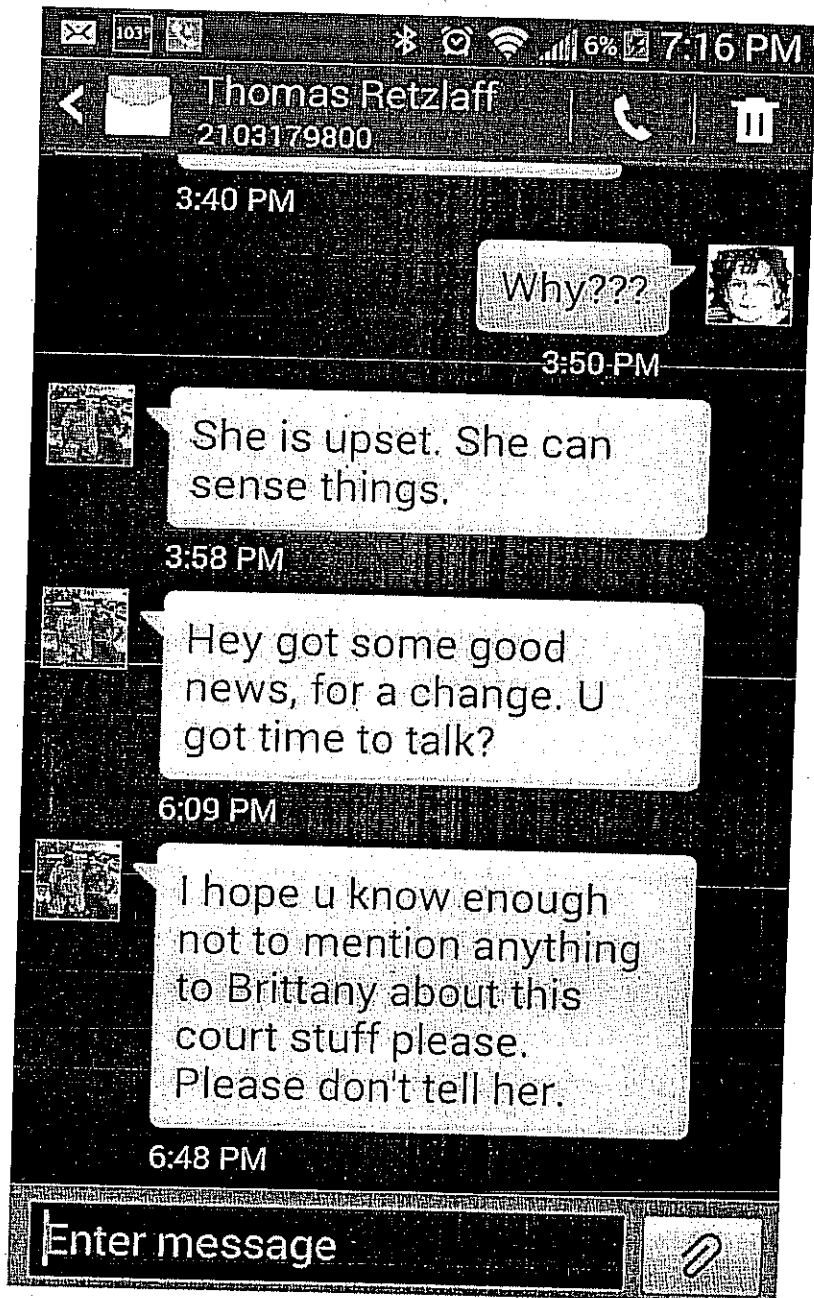 103° 6% 7:16 PM
Thomas Retzlaff
2103179800
3:40 PM
Why???
3:50 PM
She is upset. She can
sense things.
3:58 PM
Hey got some good
news, for a change. U
got time to talk?
6:09 PM
I hope u know enough
not to mention anything
to Brittany about this
court stuff please.
Please don't tell her.
6:48 PM
Enter message